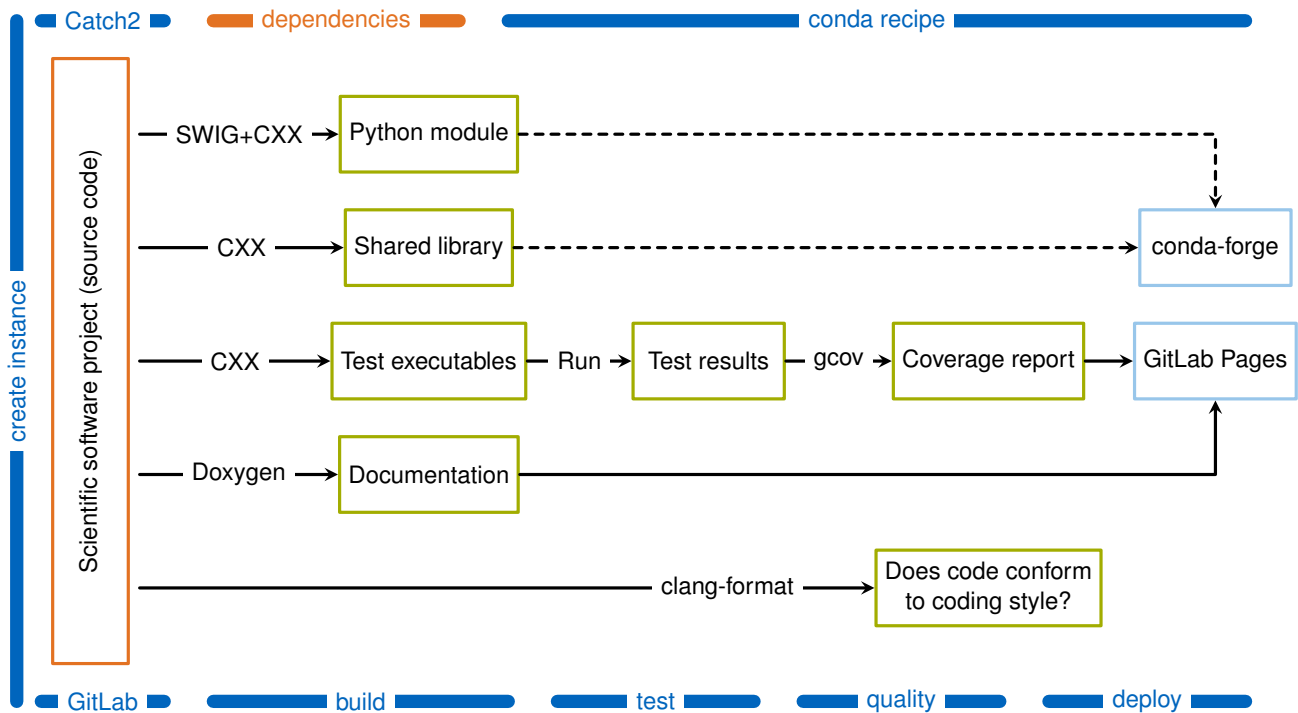 Catch2
dependencies
conda recipe
create instance
Scientific software project (source code)
SWIG+CXX
Python module
CXX
Shared library
conda-forge
CXX
Test executables
Run
Test results
gcov
Coverage report
GitLab Pages
Doxygen
Documentation
clang-format
Does code conform
to coding style?
GitLab
build
test
quality
deploy